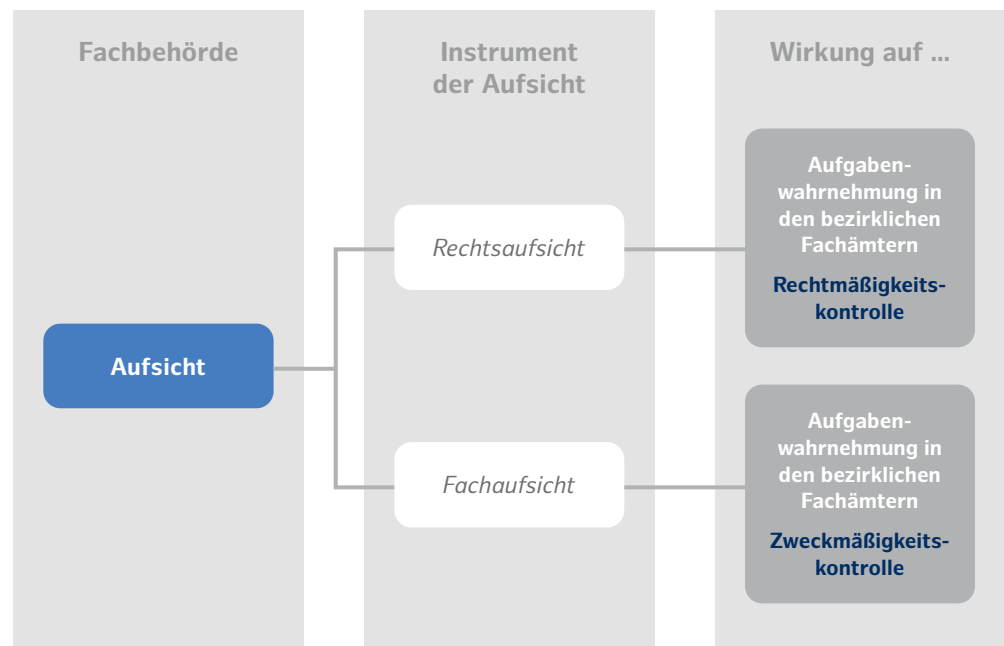 Fachbehörde
Instrument
der Aufsicht
Wirkung auf ...
Aufsicht
Rechtsaufsicht
Aufgaben-
wahrnehmung in
den bezirklichen
Fachämtern
Rechtmäßigkeits-
kontrolle
Fachaufsicht
Aufgaben-
wahrnehmung in
den bezirklichen
Fachämtern
Zweckmäßigkeits-
kontrolle